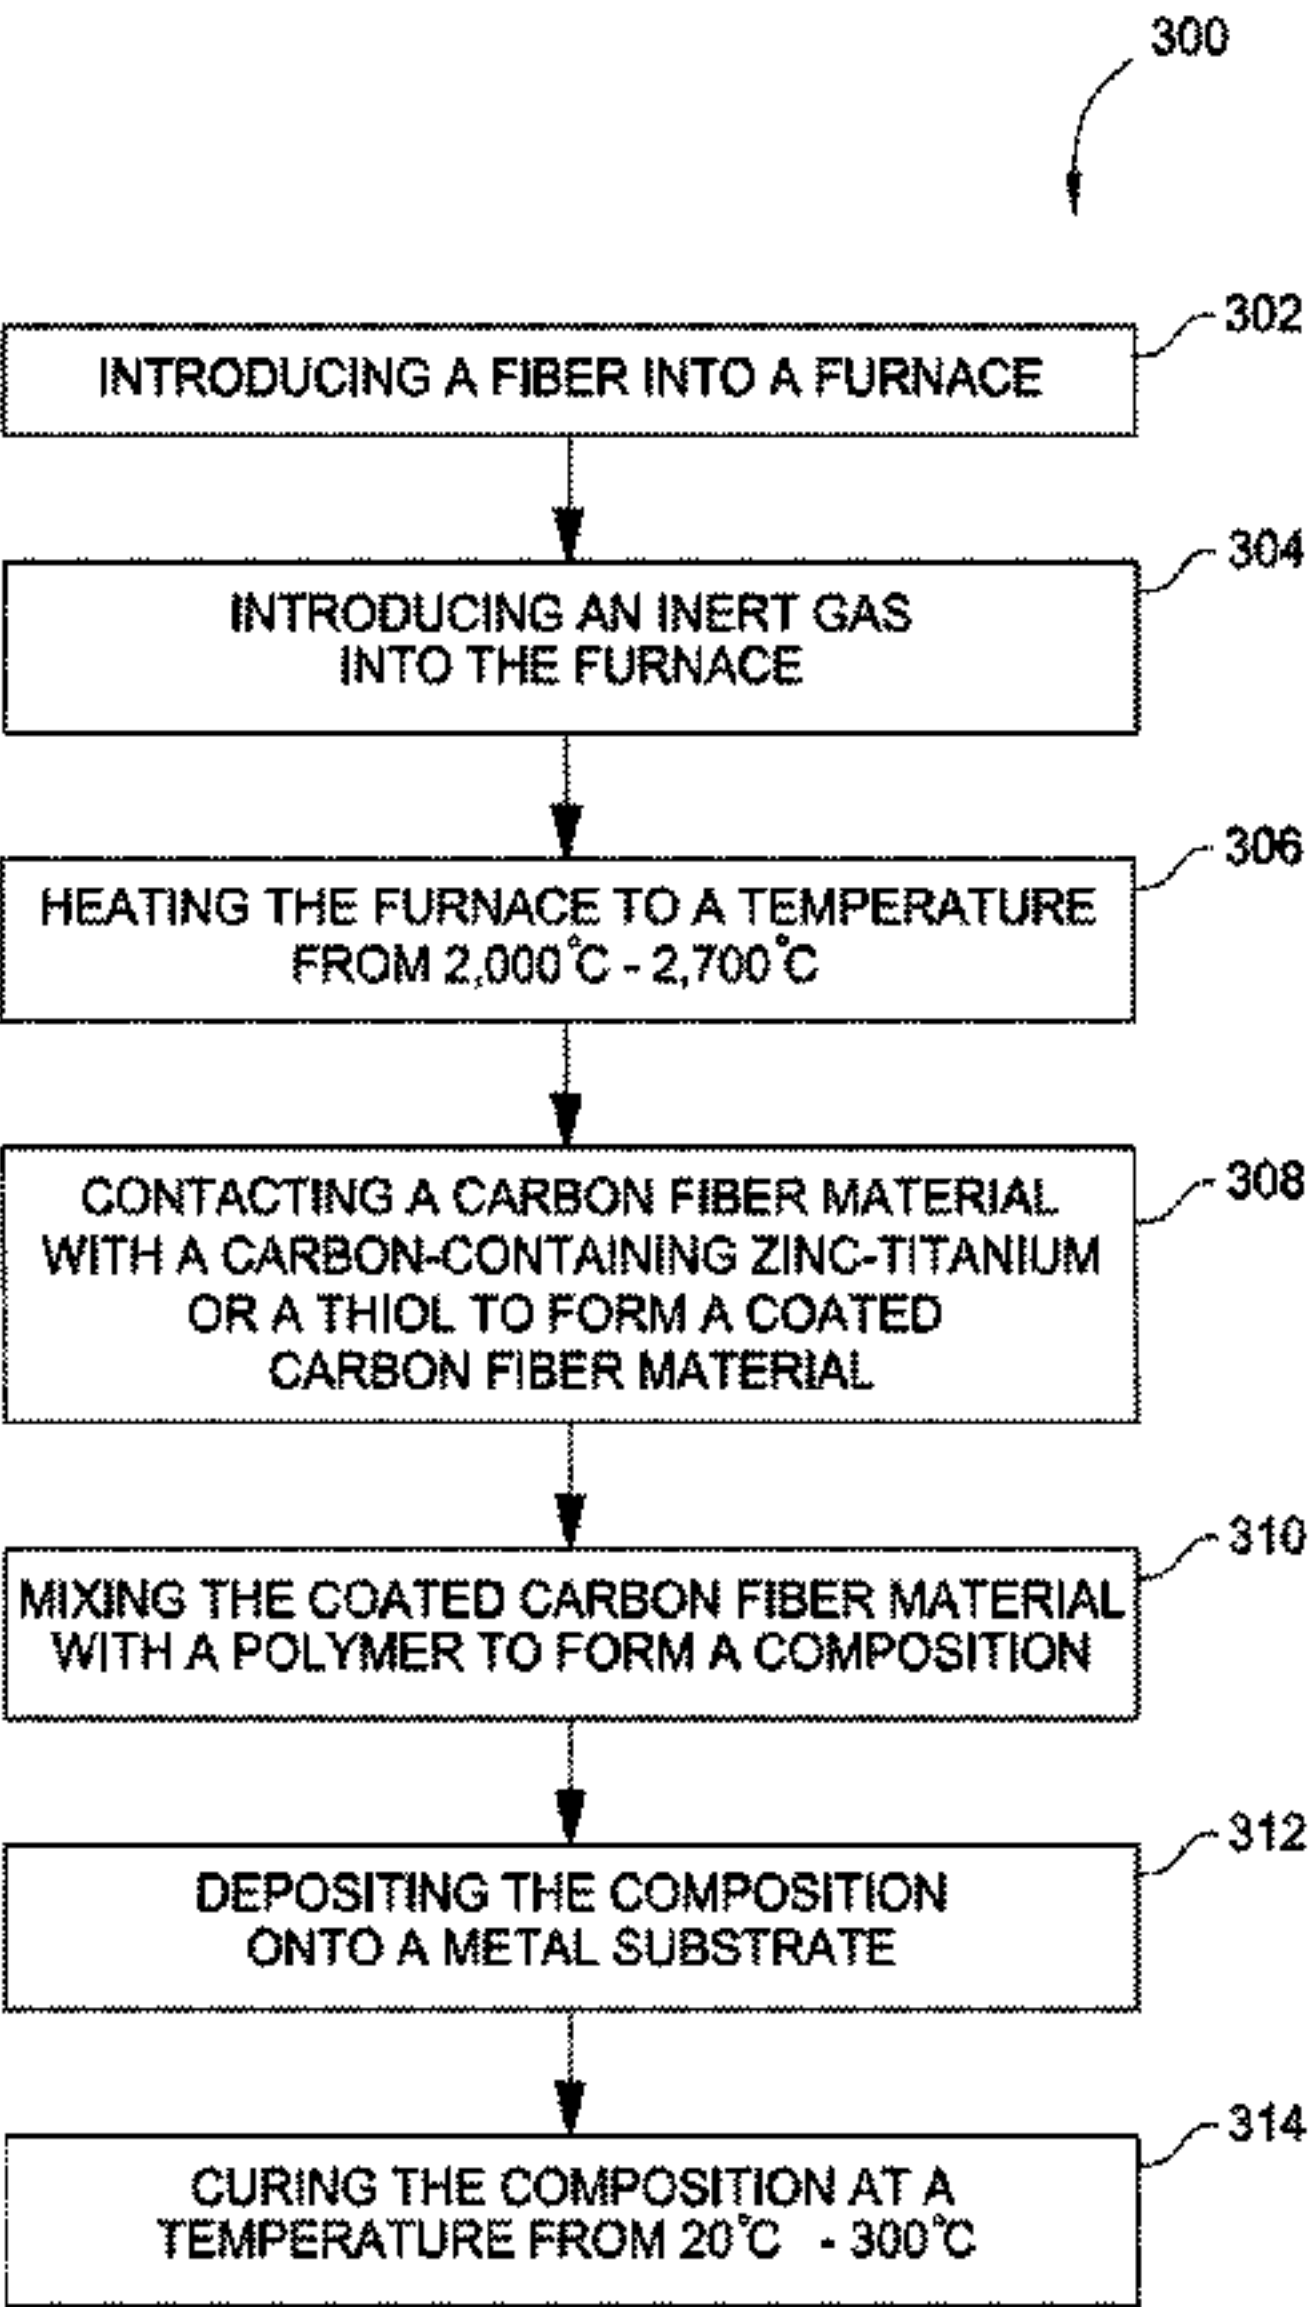 300
302
INTRODUCING A FIBER INTO A FURNACE
304
INTRODUCING AN INERT GAS
INTO THE FURNACE
306
HEATING THE FURNACE TO A TEMPERATURE
FROM 2,000°C - 2,700°C
308
CONTACTING A CARBON FIBER MATERIAL
WITH A CARBON-CONTAINING ZINC-TITANIUM
OR A THIOL TO FORM A COATED
CARBON FIBER MATERIAL
310
MIXING THE COATED CARBON FIBER MATERIAL
WITH A POLYMER TO FORM A COMPOSITION
312
DEPOSITING THE COMPOSITION
ONTO A METAL SUBSTRATE
314
CURING THE COMPOSITION AT A
TEMPERATURE FROM 20°C - 300°C